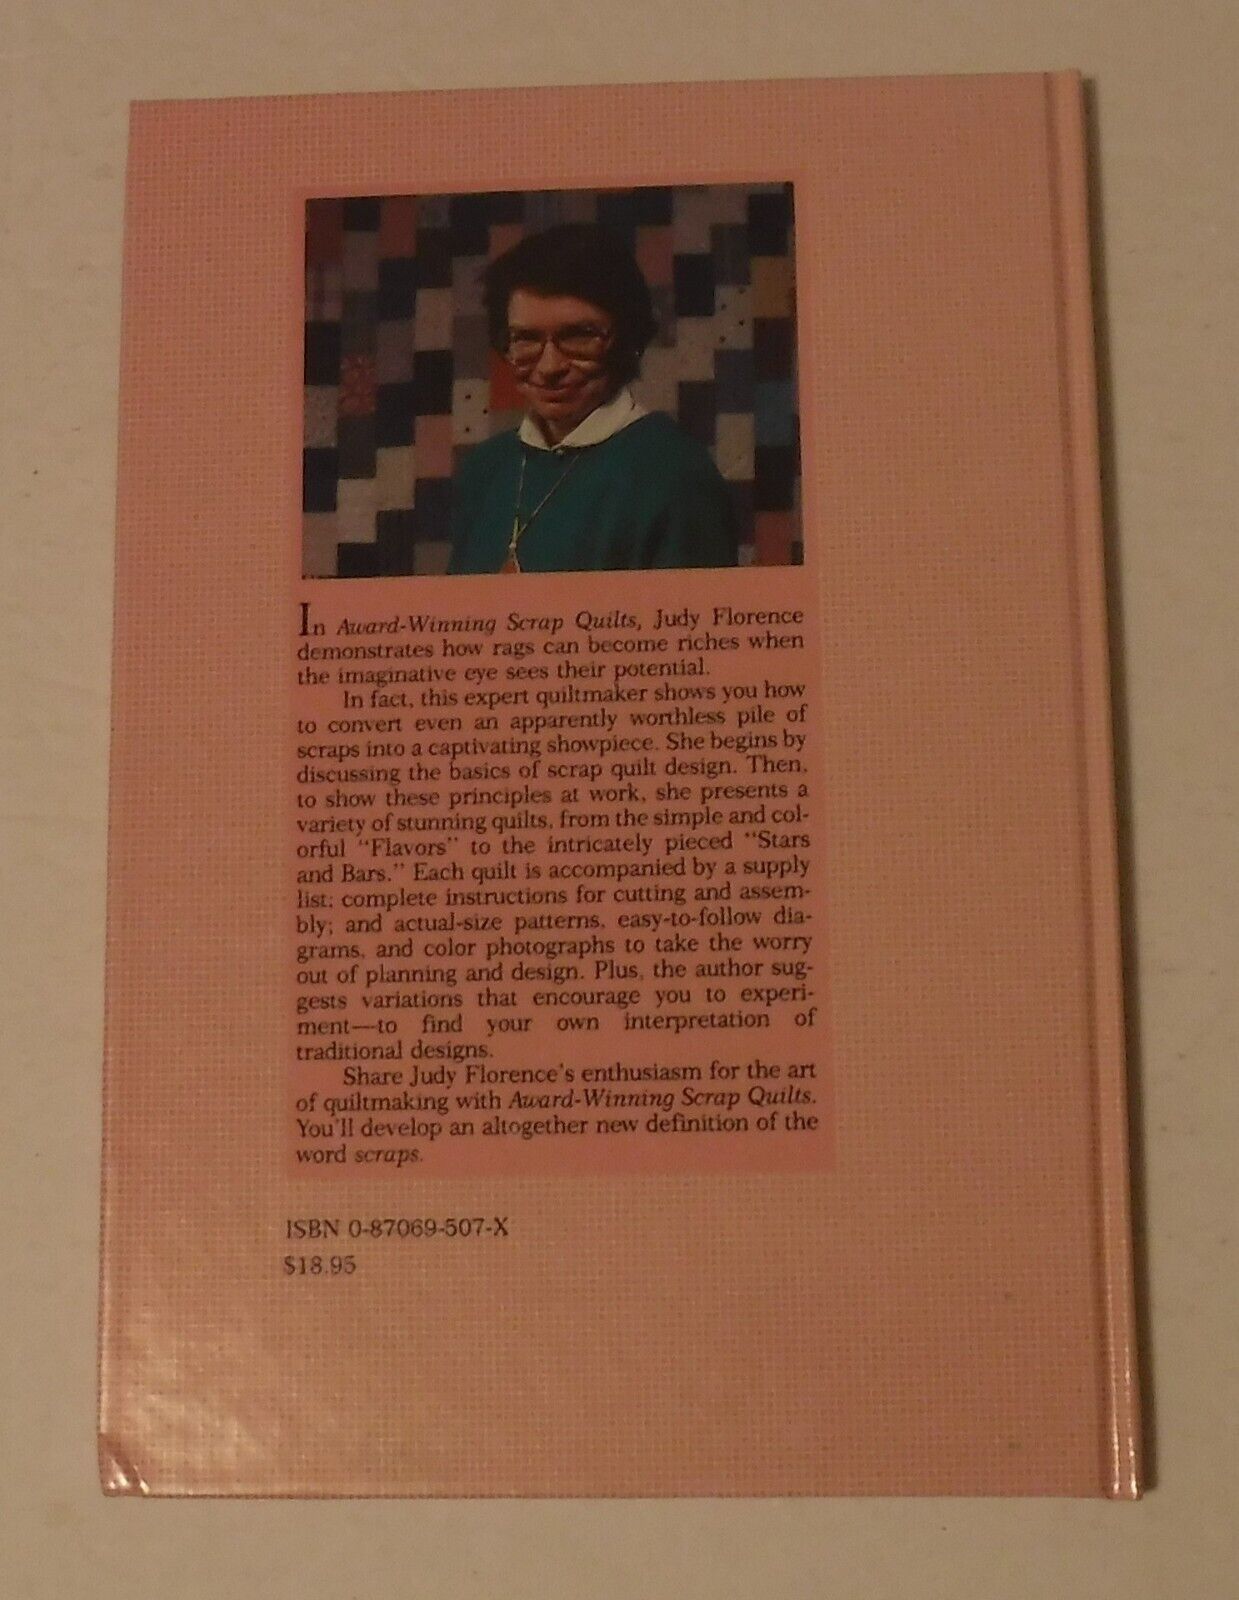 In Award-Winning Scrap Quilts, Judy Florence
demonstrates how rags can become riches when
the imaginative eye sees their potential.
In fact, this expert quiltmaker shows you how
to convert even an apparently worthless pile of
scraps into a captivating showpiece. She begins by
discussing the basics of scrap quilt design. Then,
to show these principles at work, she presents a
variety of stunning quilts, from the simple and col-
orful "Flavors" to the intricately pieced "Stars
and Bars." Each quilt is accompanied by a supply
list; complete instructions for cutting and assem-
bly; and actual-size patterns, easy-to-follow dia-
grams, and color photographs to take the worry
out of planning and design. Plus, the author sug-
gests variations that encourage you to experi-
ment—to find your own interpretation of
traditional designs.
Share Judy Florence's enthusiasm for the art
of quiltmaking with Award-Winning Scrap Quilts.
You'll develop an altogether new definition of the
word scraps.
ISBN 0-87069-507-X
$18.95